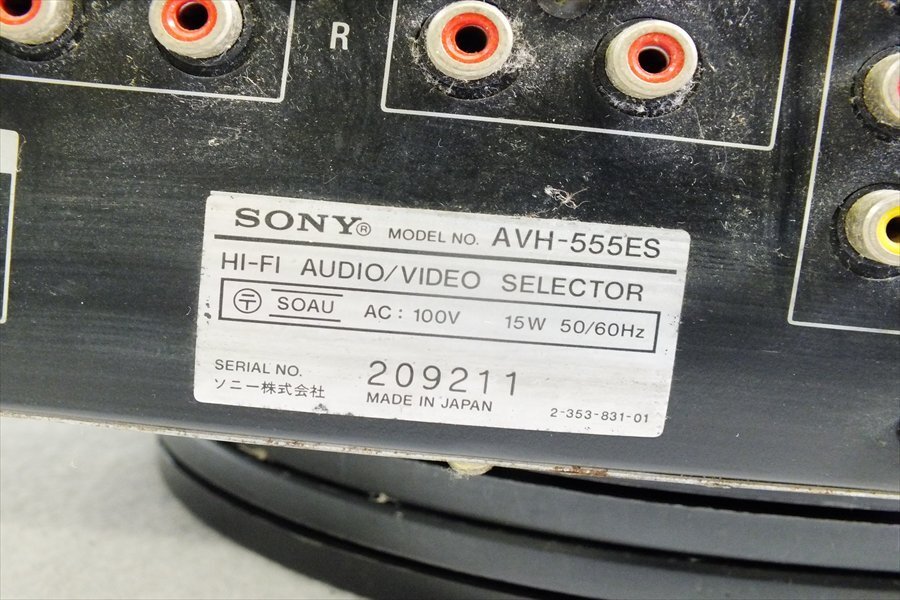 R
SONY® MODEL NO. AVH-555ES
HI-FI AUDIO/VIDEO SELECTOR
〒 SOAU AC: 100V 15W 50/60Hz
SERIAL NO. 209211
ソニー株式会社 MADE IN JAPAN 2-353-831-01